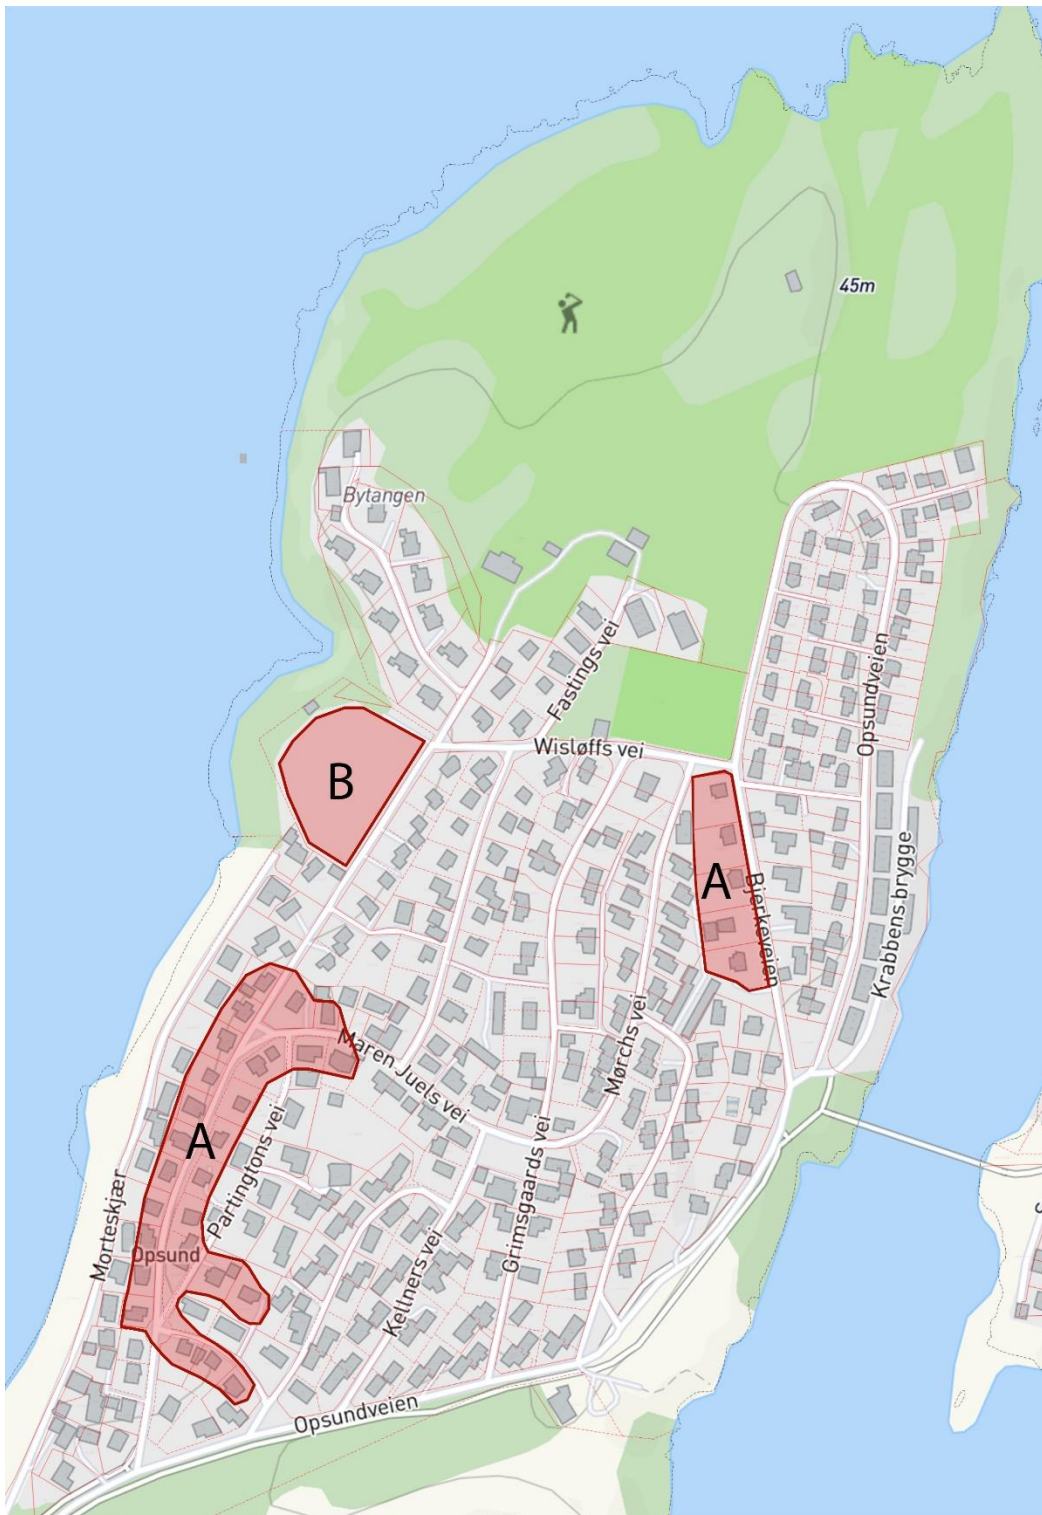 45m
Bytangen
Fastings vei
Opsundveien
Wisløffs vei
B
A
Bjerkeveien
Krabbens brygge
Maren Juels vei
Mørchs vei
A
Partingtons vei
Grimsgaards vei
Morteskjær
Opsund
Kellners vei
Opsundveien